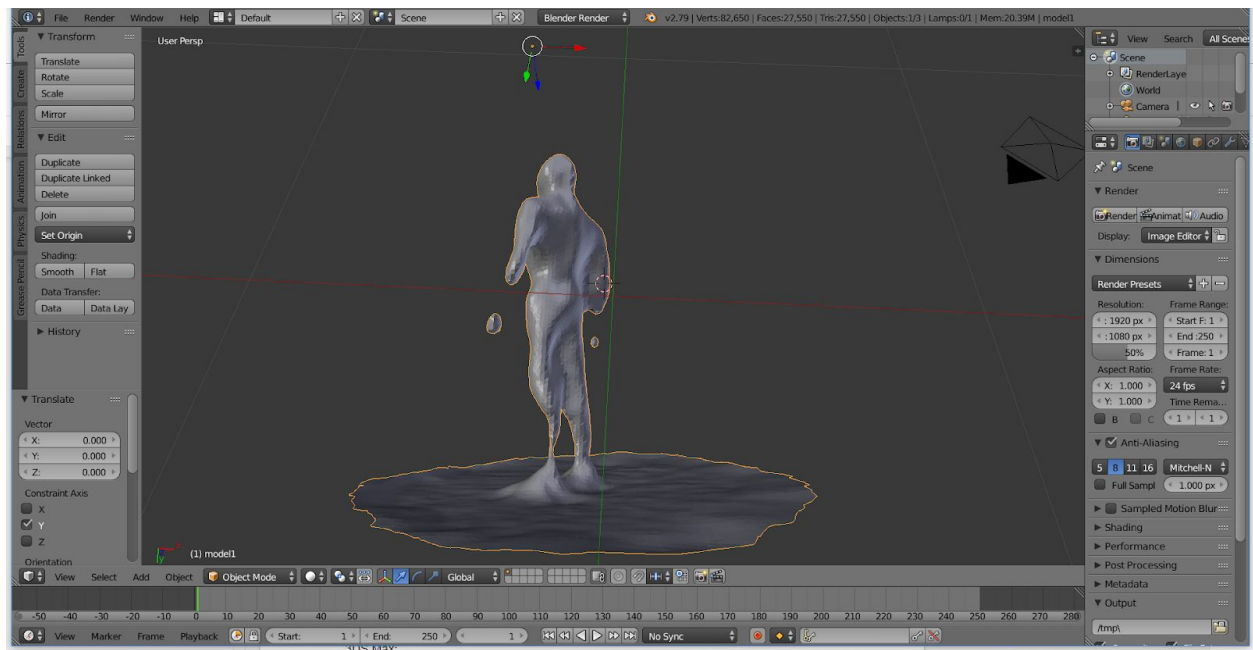 File Render Window Help Default Scene Blender Render v2.79 | Verts:82,650 | Faces:27,550 | Tris:27,550 | Objects:1/3 | Lamps:0/1 | Mem:20.39M | model1
Tools
Create
Relations
Animation
Physics
Grease Pencil
▼ Transform
Translate
Rotate
Scale
Mirror
▼ Edit
Duplicate
Duplicate Linked
Delete
Join
Set Origin
Shading:
Smooth Flat
Data Transfer:
Data Data Lay
▶ History
▼ Translate
Vector
X: 0.000
Y: 0.000
Z: 0.000
Constraint Axis
X
Y
Z
Orientation
User Persp
(1) model1
View Search All Scenes
Scene
RenderLaye
World
Camera
Scene
▼ Render
Render Animat Audio
Display: Image Editor
▼ Dimensions
Render Presets
Resolution: Frame Range:
: 1920 px Start F: 1
: 1080 px End :250
50% Frame: 1
Aspect Ratio: Frame Rate:
X: 1.000 24 fps
Y: 1.000 Time Rema...
B C 1 1
▼ Anti-Aliasing
5 8 11 16 Mitchell-N
Full Sampl 1.000 px
▶ Sampled Motion Blur
▶ Shading
▶ Performance
▶ Post Processing
▶ Metadata
▼ Output
/tmp\
View Select Add Object Object Mode Global
-50 -40 -30 -20 -10 0 10 20 30 40 50 60 70 80 90 100 110 120 130 140 150 160 170 180 190 200 210 220 230 240 250 260 270 280
View Marker Frame Playback Start: 1 End: 250 1 No Sync
3DS Max: